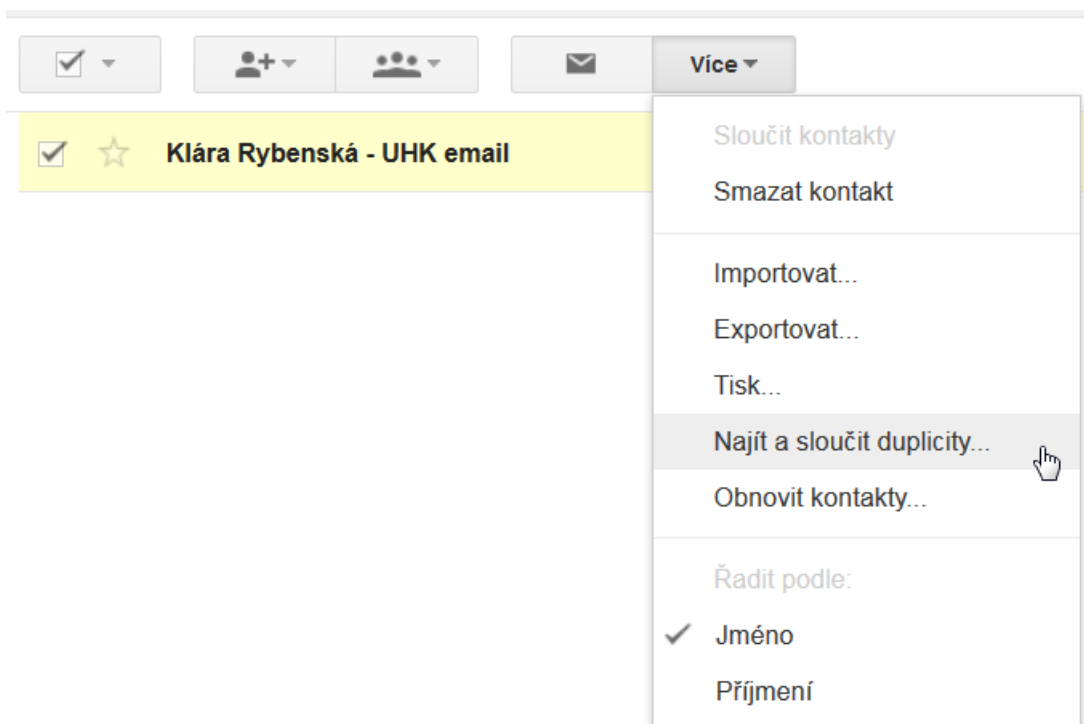 Více
Klára Rybenská - UHK email
Sloučit kontakty
Smazat kontakt
Importovat...
Exportovat...
Tisk...
Najít a sloučit duplicity...
Obnovit kontakty...
Řadit podle:
Jméno
Příjmení